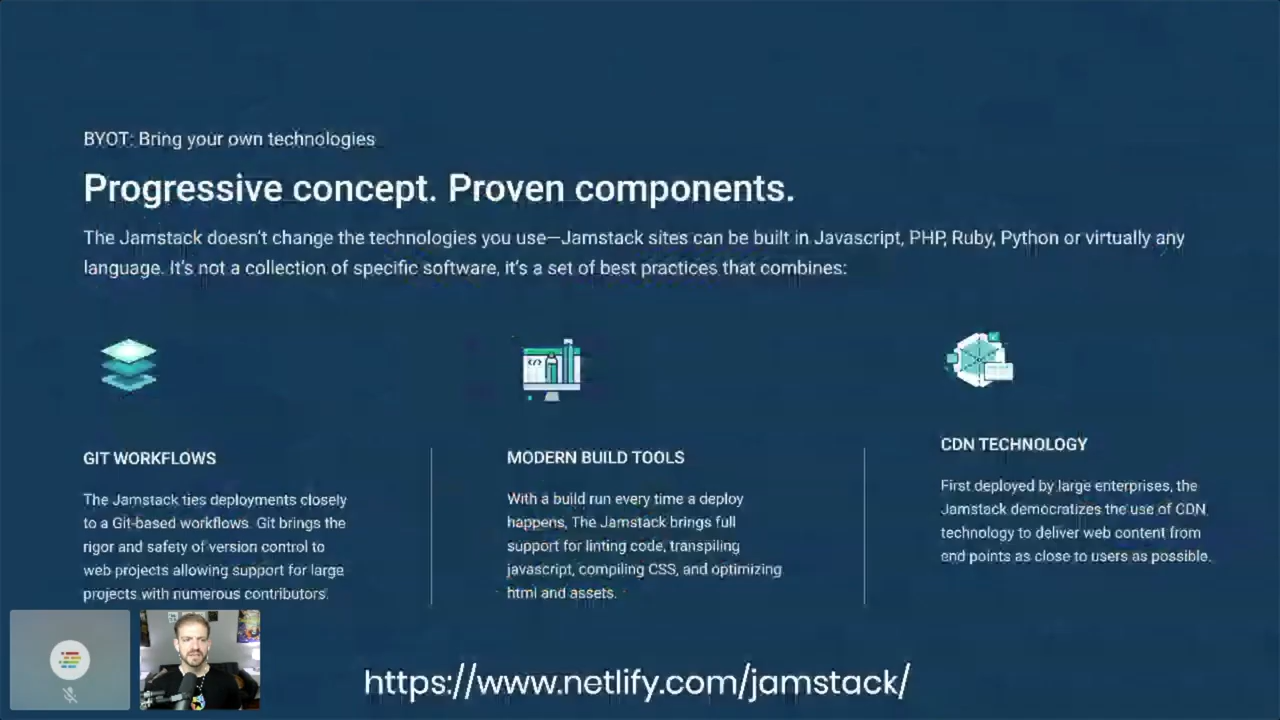 BYOT: Bring your own technologies
Progressive concept. Proven components.
The Jamstack doesn't change the technologies you use—Jamstack sites can be built in Javascript, PHP, Ruby, Python or virtually any
language. It's not a collection of specific software, it's a set of best practices that combines:
GIT WORKFLOWS
The Jamstack ties deployments closely
to a Git-based workflows. Git brings the
rigor and safety of version control to
web projects allowing support for large
projects with numerous contributors.
MODERN BUILD TOOLS
With a build run every time a deploy
happens, The Jamstack brings full
support for linting code, transpiling
javascript, compiling CSS, and optimizing
html and assets.
CDN TECHNOLOGY
First deployed by large enterprises, the
Jamstack democratizes the use of CDN
technology to deliver web content from
end points as close to users as possible.
https://www.netlify.com/jamstack/